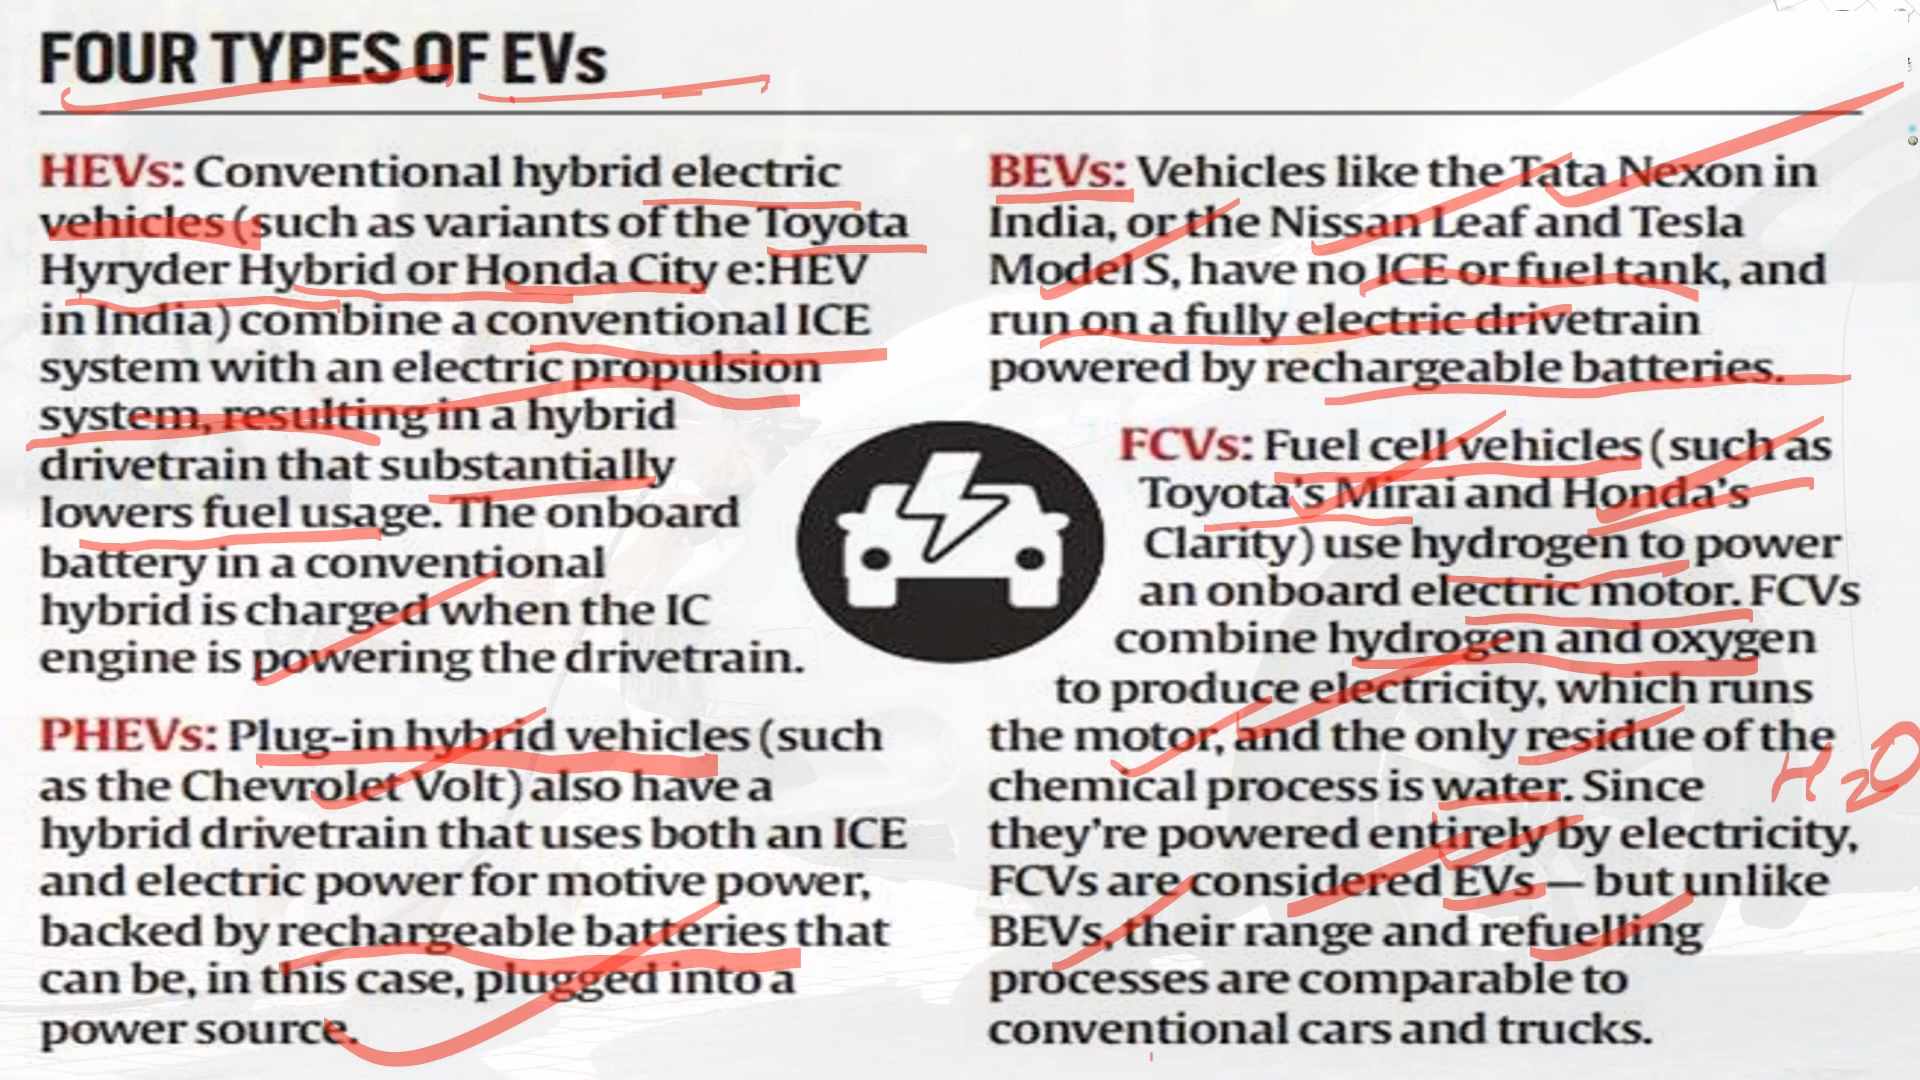 FOUR TYPES OF EVs
HEVs: Conventional hybrid electric
vehicles (such as variants of the Toyota
Hyryder Hybrid or Honda City e:HEV
in India) combine a conventional ICE
system with an electric propulsion
system, resulting in a hybrid
drivetrain that substantially
lowers fuel usage. The onboard
battery in a conventional
hybrid is charged when the IC
engine is powering the drivetrain.
PHEVs: Plug-in hybrid vehicles (such
as the Chevrolet Volt) also have a
hybrid drivetrain that uses both an ICE
and electric power for motive power,
backed by rechargeable batteries that
can be, in this case, plugged into a
power source.
BEVs: Vehicles like the Tata Nexon in
India, or the Nissan Leaf and Tesla
Model S, have no ICE or fuel tank, and
run on a fully electric drivetrain
powered by rechargeable batteries.
FCVs: Fuel cell vehicles (such as
Toyota's Mirai and Honda's
Clarity) use hydrogen to power
an onboard electric motor. FCVs
combine hydrogen and oxygen
to produce electricity, which runs
the motor, and the only residue of the
chemical process is water. Since
they're powered entirely by electricity,
FCVs are considered EVs — but unlike
BEVs, their range and refuelling
processes are comparable to
conventional cars and trucks.
H2O